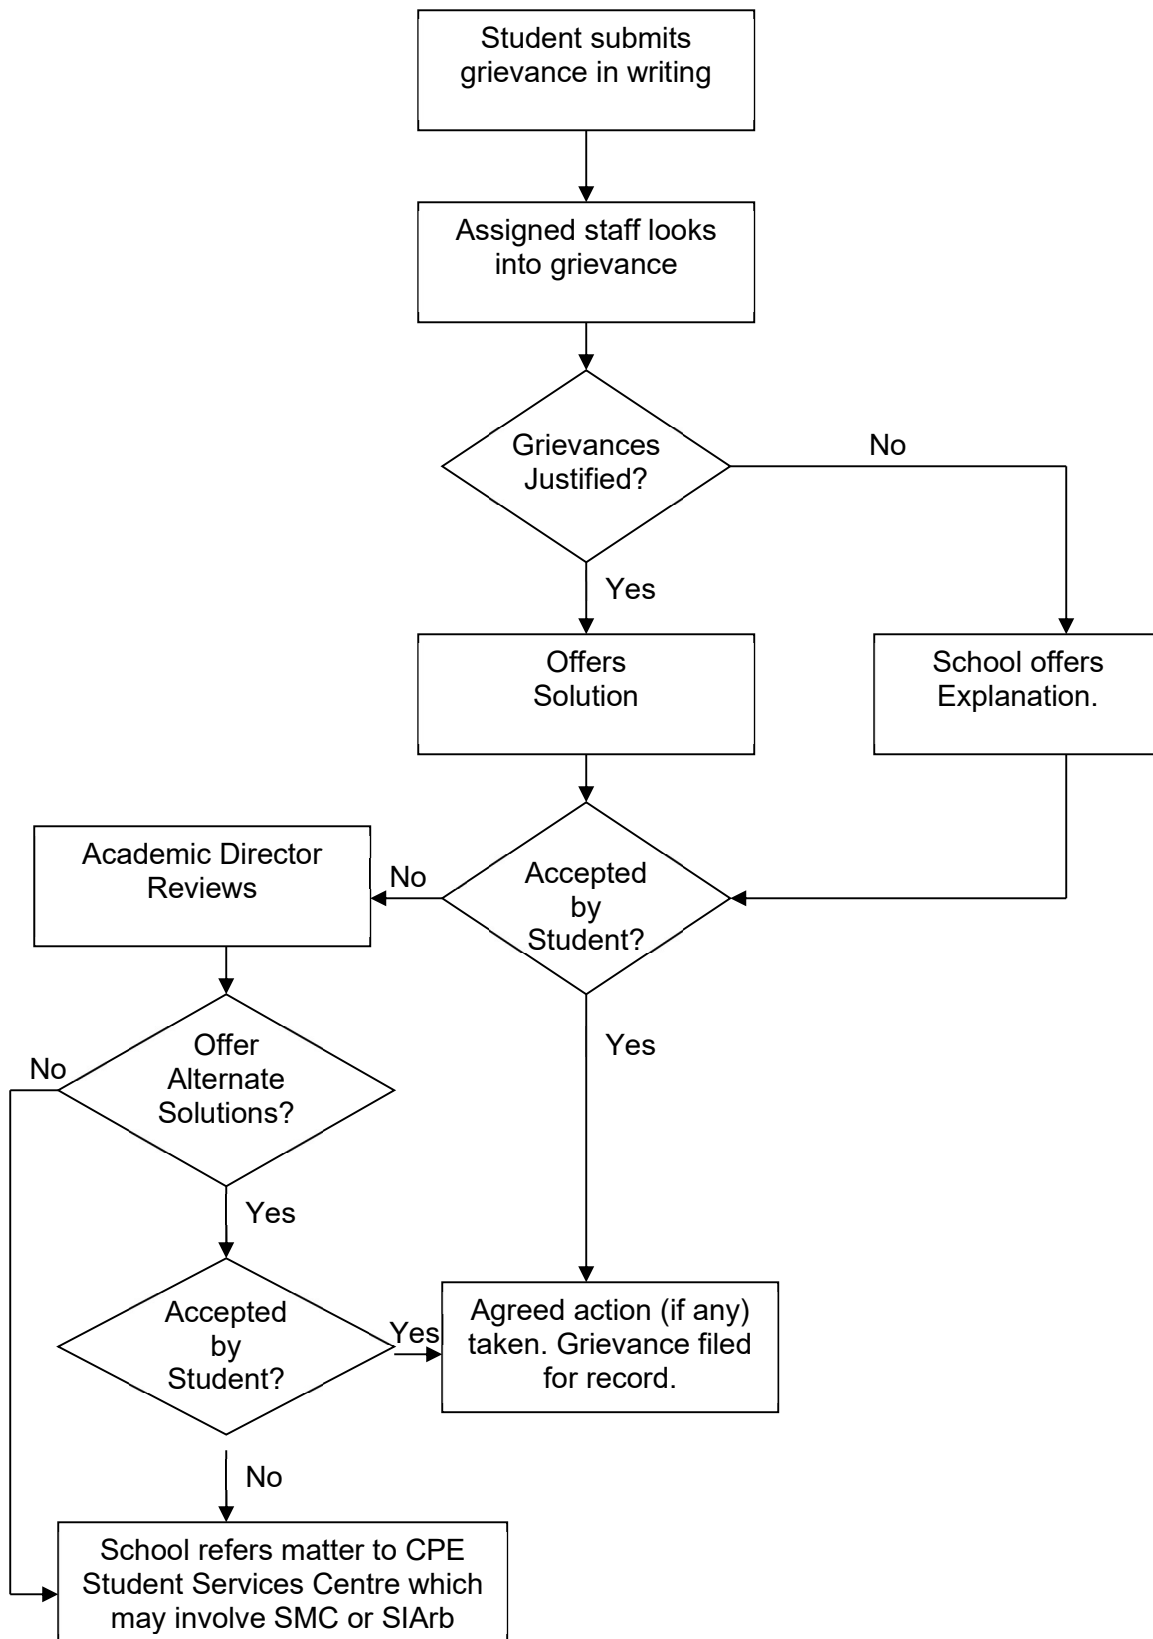 Student submits
grievance in writing
Assigned staff looks
into grievance
Grievances
Justified?
No
Yes
Offers
Solution
School offers
Explanation.
Academic Director
Reviews
No
Accepted
by
Student?
Yes
Offer
Alternate
Solutions?
No
Yes
Accepted
by
Student?
Yes
Agreed action (if any)
taken. Grievance filed
for record.
No
School refers matter to CPE
Student Services Centre which
may involve SMC or SIArb